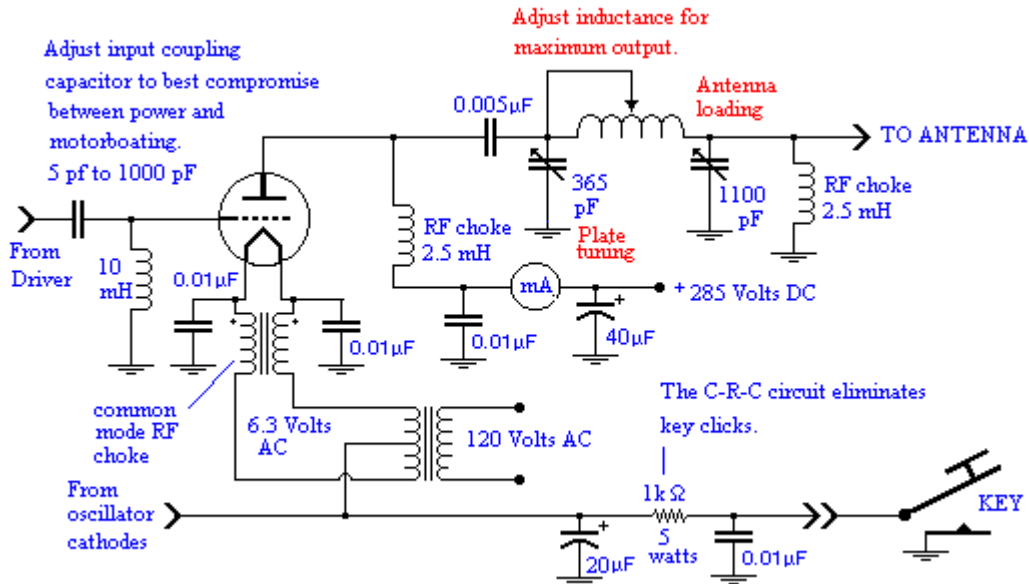 Adjust input coupling
capacitor to best compromise
between power and
motorboating.
5 pf to 1000 pF
Adjust inductance for
maximum output.
Antenna
loading
0.005µF
TO ANTENNA
365
pF
Plate
tuning
1100
pF
RF choke
2.5 mH
From
Driver
10
mH
0.01µF
RF choke
2.5 mH
mA
+ 285 Volts DC
+
40µF
0.01µF
0.01µF
+
+
common
mode RF
choke
6.3 Volts
AC
120 Volts AC
The C-R-C circuit eliminates
key clicks.
From
oscillator
cathodes
1k Ω
5
watts
+
20µF
0.01µF
KEY